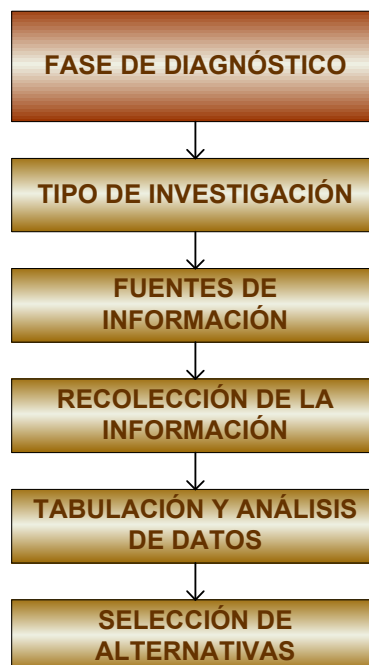 FASE DE DIAGNÓSTICO
TIPO DE INVESTIGACIÓN
FUENTES DE
INFORMACIÓN
RECOLECCIÓN DE LA
INFORMACIÓN
TABULACIÓN Y ANÁLISIS
DE DATOS
SELECCIÓN DE
ALTERNATIVAS